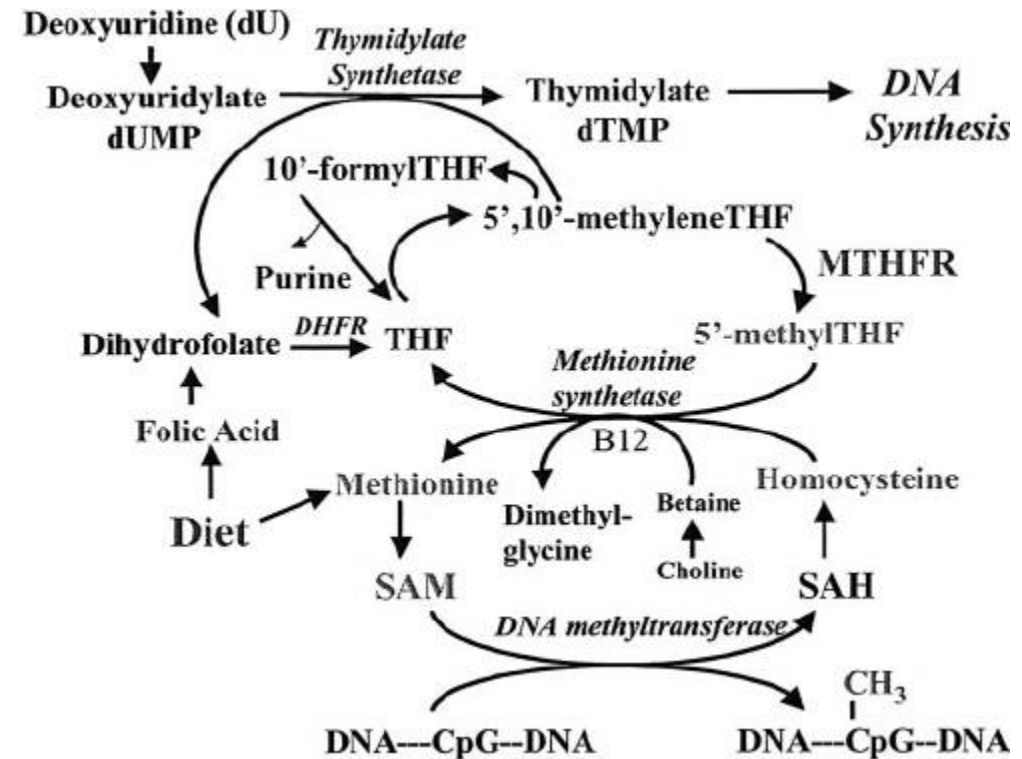 Deoxyuridine (dU)
Thymidylate
Synthetase
Deoxyuridylate
dUMP
Thymidylate
dTMP
DNA
Synthesis
10'-formylTHF
5',10'-methyleneTHF
Purine
MTHFR
Dihydrofolate
DHFR
THF
5'-methylTHF
Methionine
synthetase
Folic Acid
B12
Methionine
Homocysteine
Diet
Dimethyl-
glycine
Betaine
Choline
SAM
SAH
DNA methyltransferase
CH3
DNA---CpG--DNA
DNA---CpG--DNA